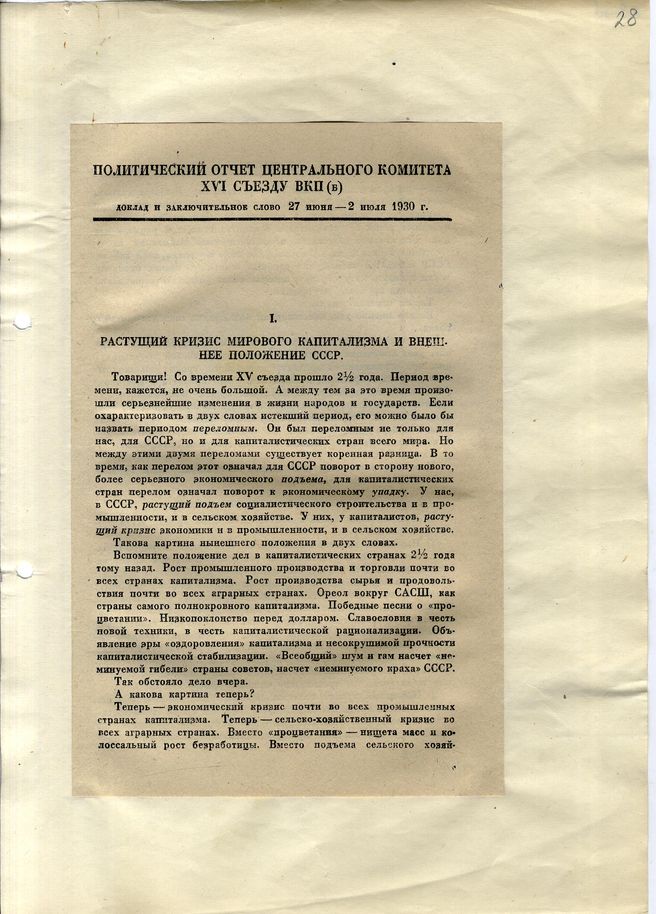 28
ПОЛИТИЧЕСКИЙ ОТЧЕТ ЦЕНТРАЛЬНОГО КОМИТЕТА
XVI СЪЕЗДУ ВКП(б)
ДОКЛАД И ЗАКЛЮЧИТЕЛЬНОЕ СЛОВО 27 ИЮНЯ — 2 ИЮЛЯ 1930 г.
I.
РАСТУЩИЙ КРИЗИС МИРОВОГО КАПИТАЛИЗМА И ВНЕШ-
НЕЕ ПОЛОЖЕНИЕ СССР.
Товарищи! Со времени XV съезда прошло 2½ года. Период вре-
мени, кажется, не очень большой. А между тем за это время произо-
шли серьезнейшие изменения в жизни народов и государств. Если
охарактеризовать в двух словах истекший период, его можно было бы
назвать периодом переломным. Он был переломным не только для
нас, для СССР, но и для капиталистических стран всего мира. Но
между этими двумя переломами существует коренная разница. В то
время, как перелом этот означал для СССР поворот в сторону нового,
более серьезного экономического подъема, для капиталистических
стран перелом означал поворот к экономическому упадку. У нас,
в СССР, растущий подъем социалистического строительства и в про-
мышленности, и в сельском хозяйстве. У них, у капиталистов, расту-
щий кризис экономики и в промышленности, и в сельском хозяйстве.
Такова картина нынешнего положения в двух словах.
Вспомните положение дел в капиталистических странах 2½ года
тому назад. Рост промышленного производства и торговли почти во
всех странах капитализма. Рост производства сырья и продоволь-
ствия почти во всех аграрных странах. Ореол вокруг САСШ, как
страны самого полнокровного капитализма. Победные песни о «про-
цветании». Низкопоклонство перед долларом. Славословия в честь
новой техники, в честь капиталистической рационализации. Объ-
явление эры «оздоровления» капитализма и несокрушимой прочности
капиталистической стабилизации. «Всеобщий» шум и гам насчет «не-
минуемой гибели» страны советов, насчет «неминуемого краха» СССР.
Так обстояло дело вчера.
А какова картина теперь?
Теперь — экономический кризис почти во всех промышленных
странах капитализма. Теперь — сельско-хозяйственный кризис во
всех аграрных странах. Вместо «процветания» — нищета масс и ко-
лоссальный рост безработицы. Вместо подъема сельского хозяй-